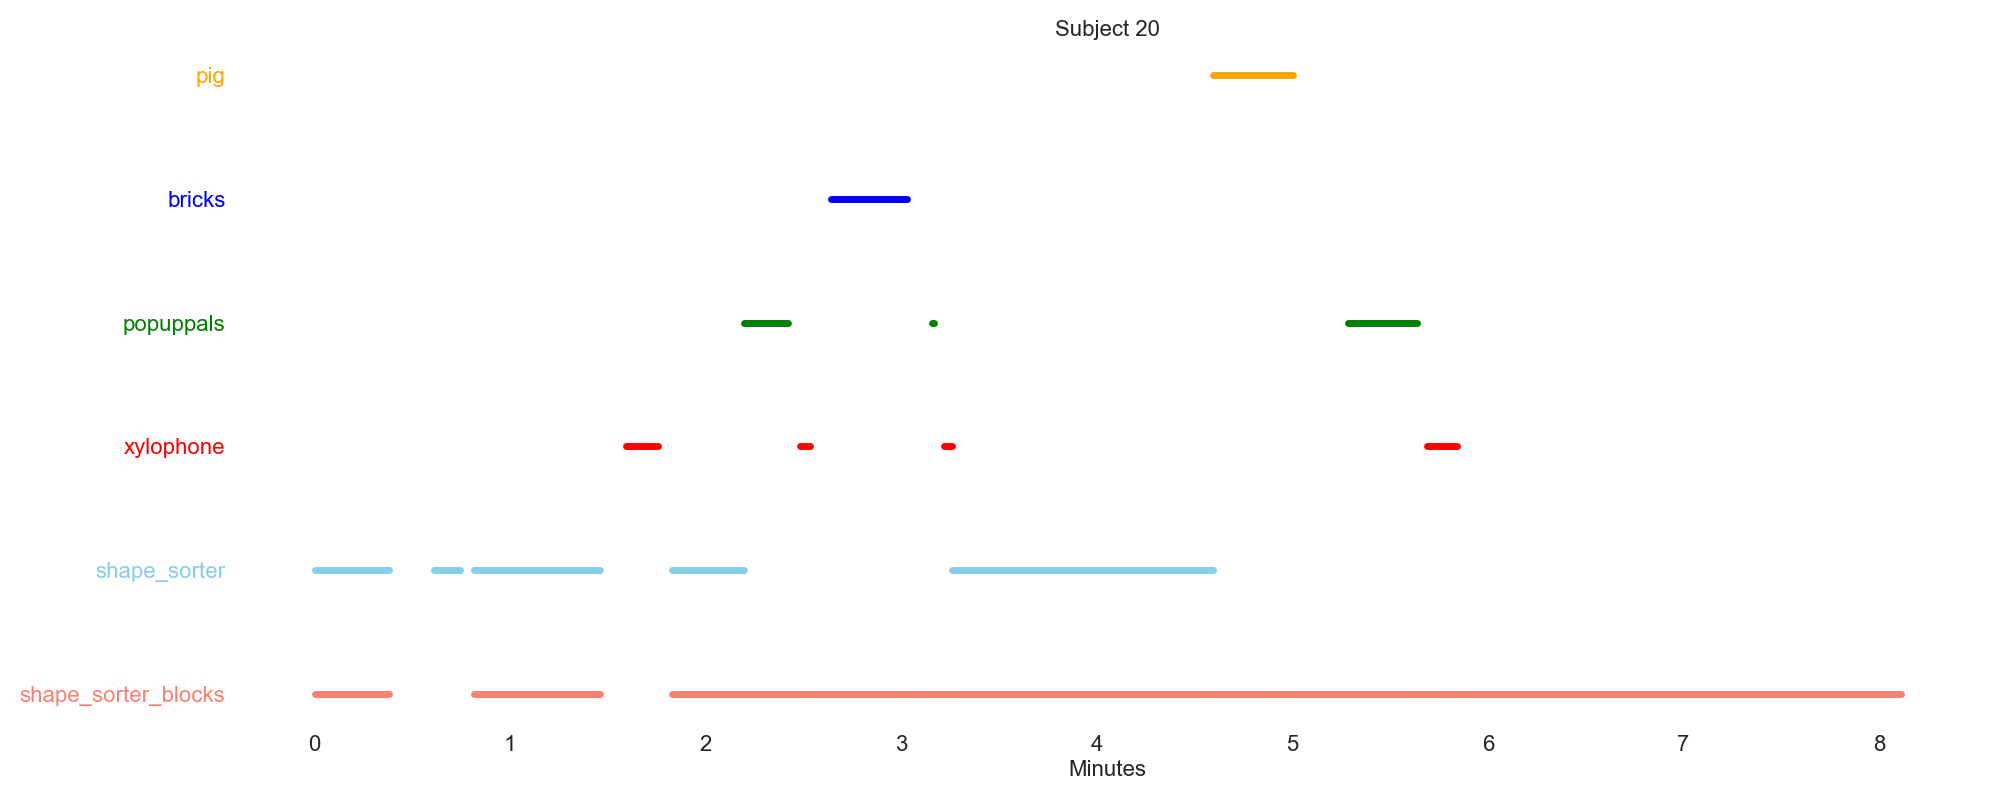 Subject 20
pig
bricks
popuppals
xylophone
shape_sorter
shape_sorter_blocks
0 1 2 3 4 5 6 7 8
Minutes